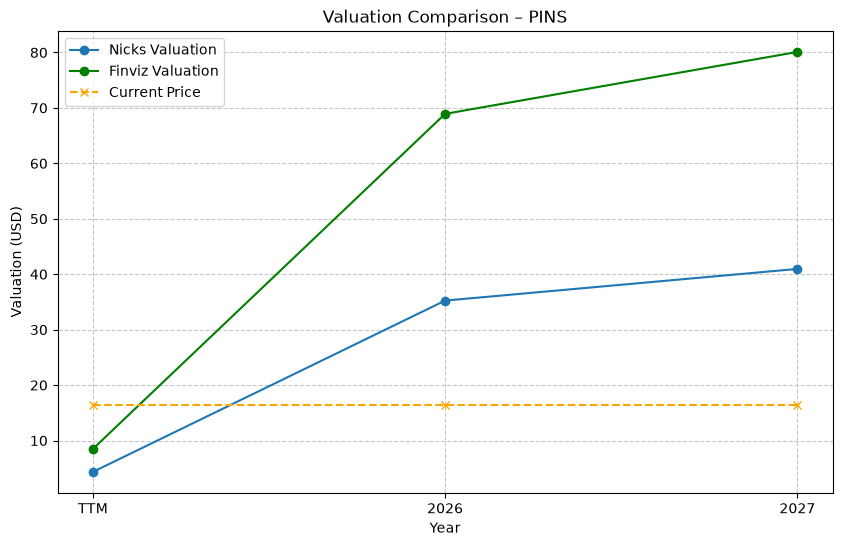 Valuation Comparison – PINS
Nicks Valuation
Finviz Valuation
Current Price
Valuation (USD)
80
70
60
50
40
30
20
10
TTM
2026
2027
Year